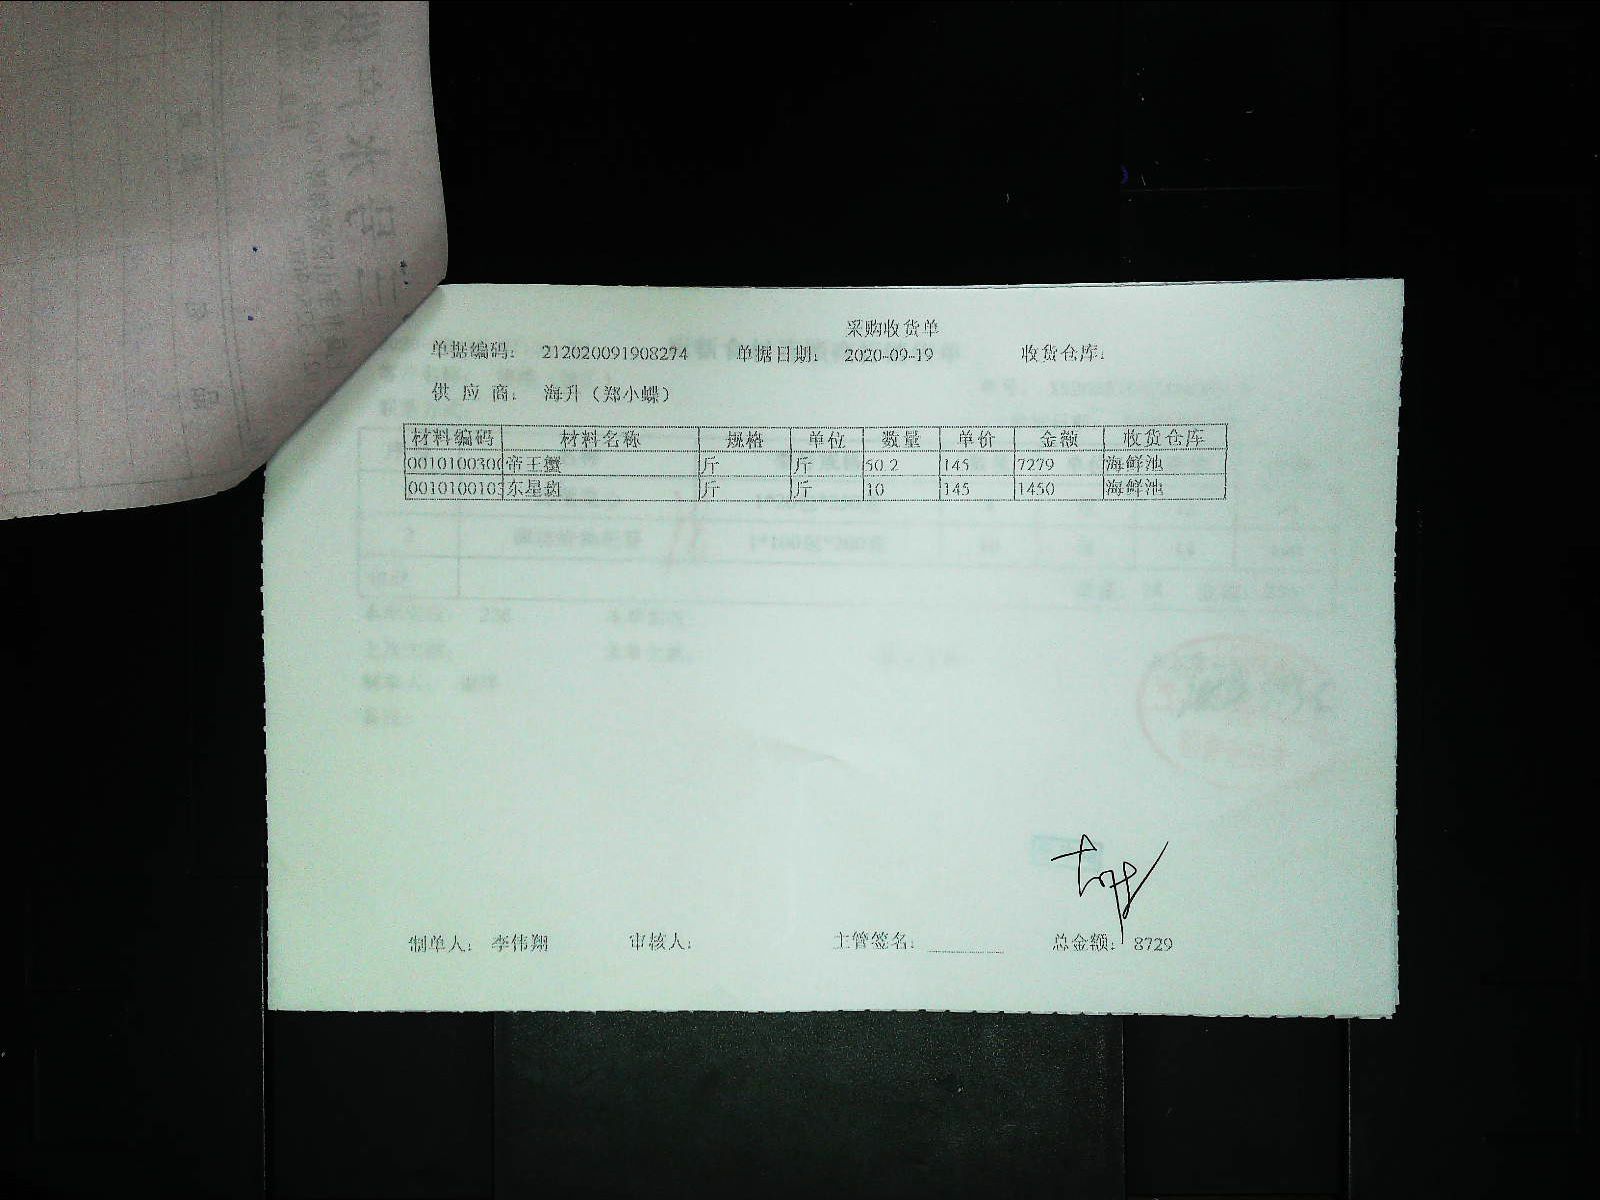 采购收货单
单据编码： 212020091908274 单据日期： 2020-09-19 收货仓库：
供 应 商： 海升（郑小蝶）
材料编码 材料名称 规格 单位 数量 单价 金额 收货仓库
0010100300 帝王蟹 斤 斤 50.2 145 7279 海鲜池
0010100103 东星斑 斤 斤 10 145 1450 海鲜池
制单人： 李伟翔 审核人： 主管签名： 总金额： 8729